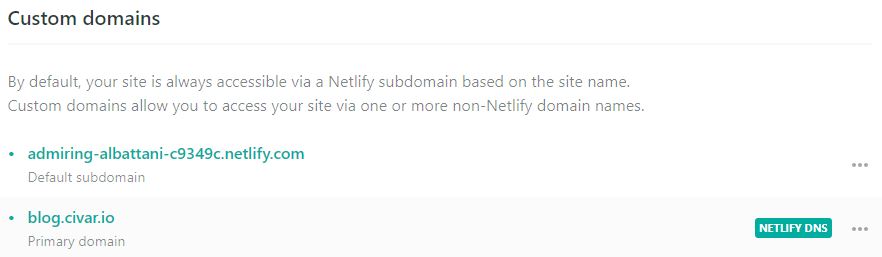 Custom domains
By default, your site is always accessible via a Netlify subdomain based on the site name.
Custom domains allow you to access your site via one or more non-Netlify domain names.
• admiring-albattani-c9349c.netlify.com
Default subdomain
• blog.civar.io
NETLIFY DNS
Primary domain